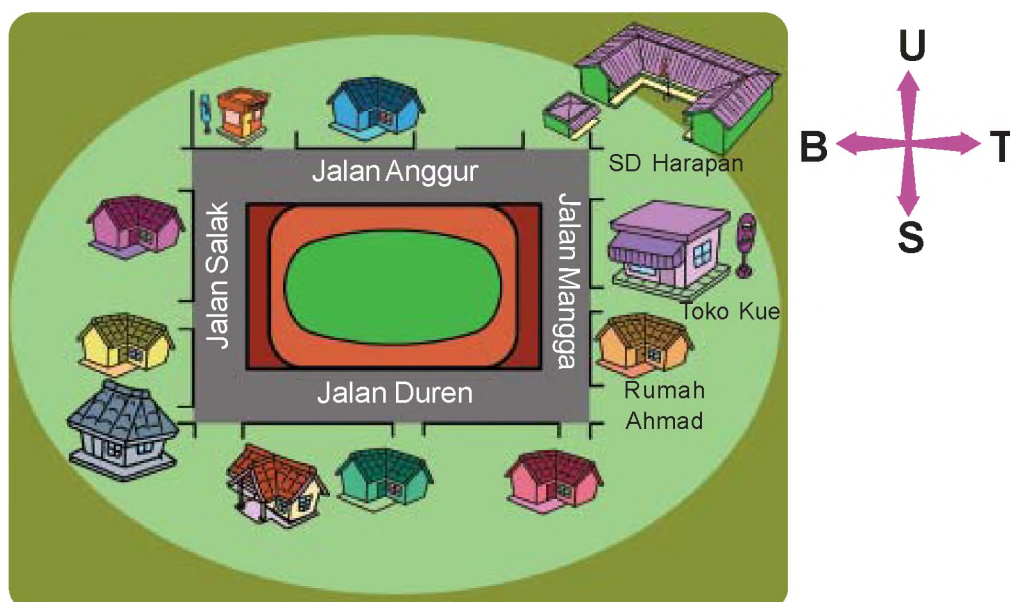 U
B
T
S
SD Harapan
Jalan Anggur
Jalan Salak
Jalan Mangga
Toko Kue
Jalan Duren
Rumah
Ahmad